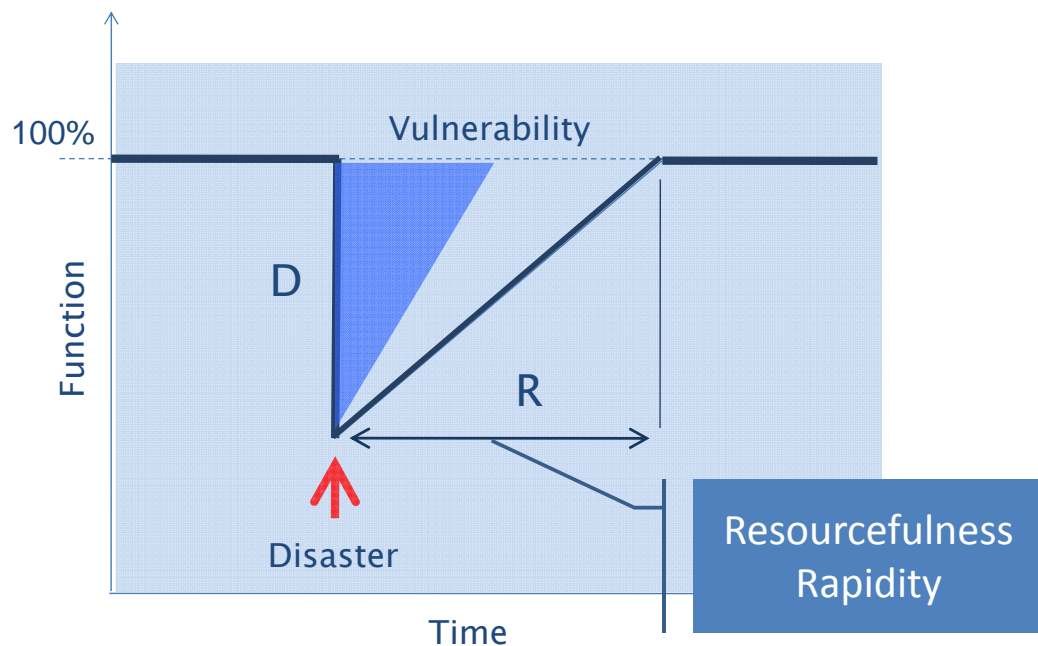 100%
Vulnerability
Function
D
R
Disaster
Resourcefulness
Rapidity
Time